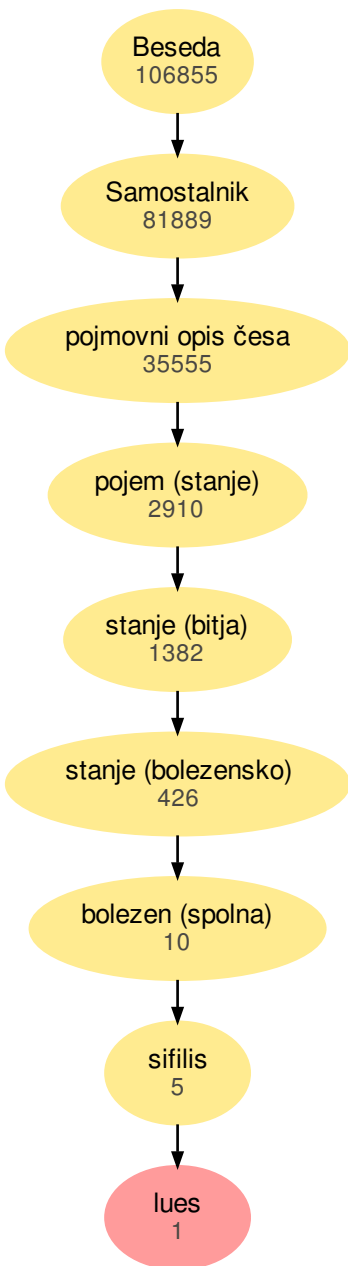 Beseda
106855
Samostalnik
81889
pojmovni opis česa
35555
pojem (stanje)
2910
stanje (bitja)
1382
stanje (bolezensko)
426
bolezen (spolna)
10
sifilis
5
lues
1